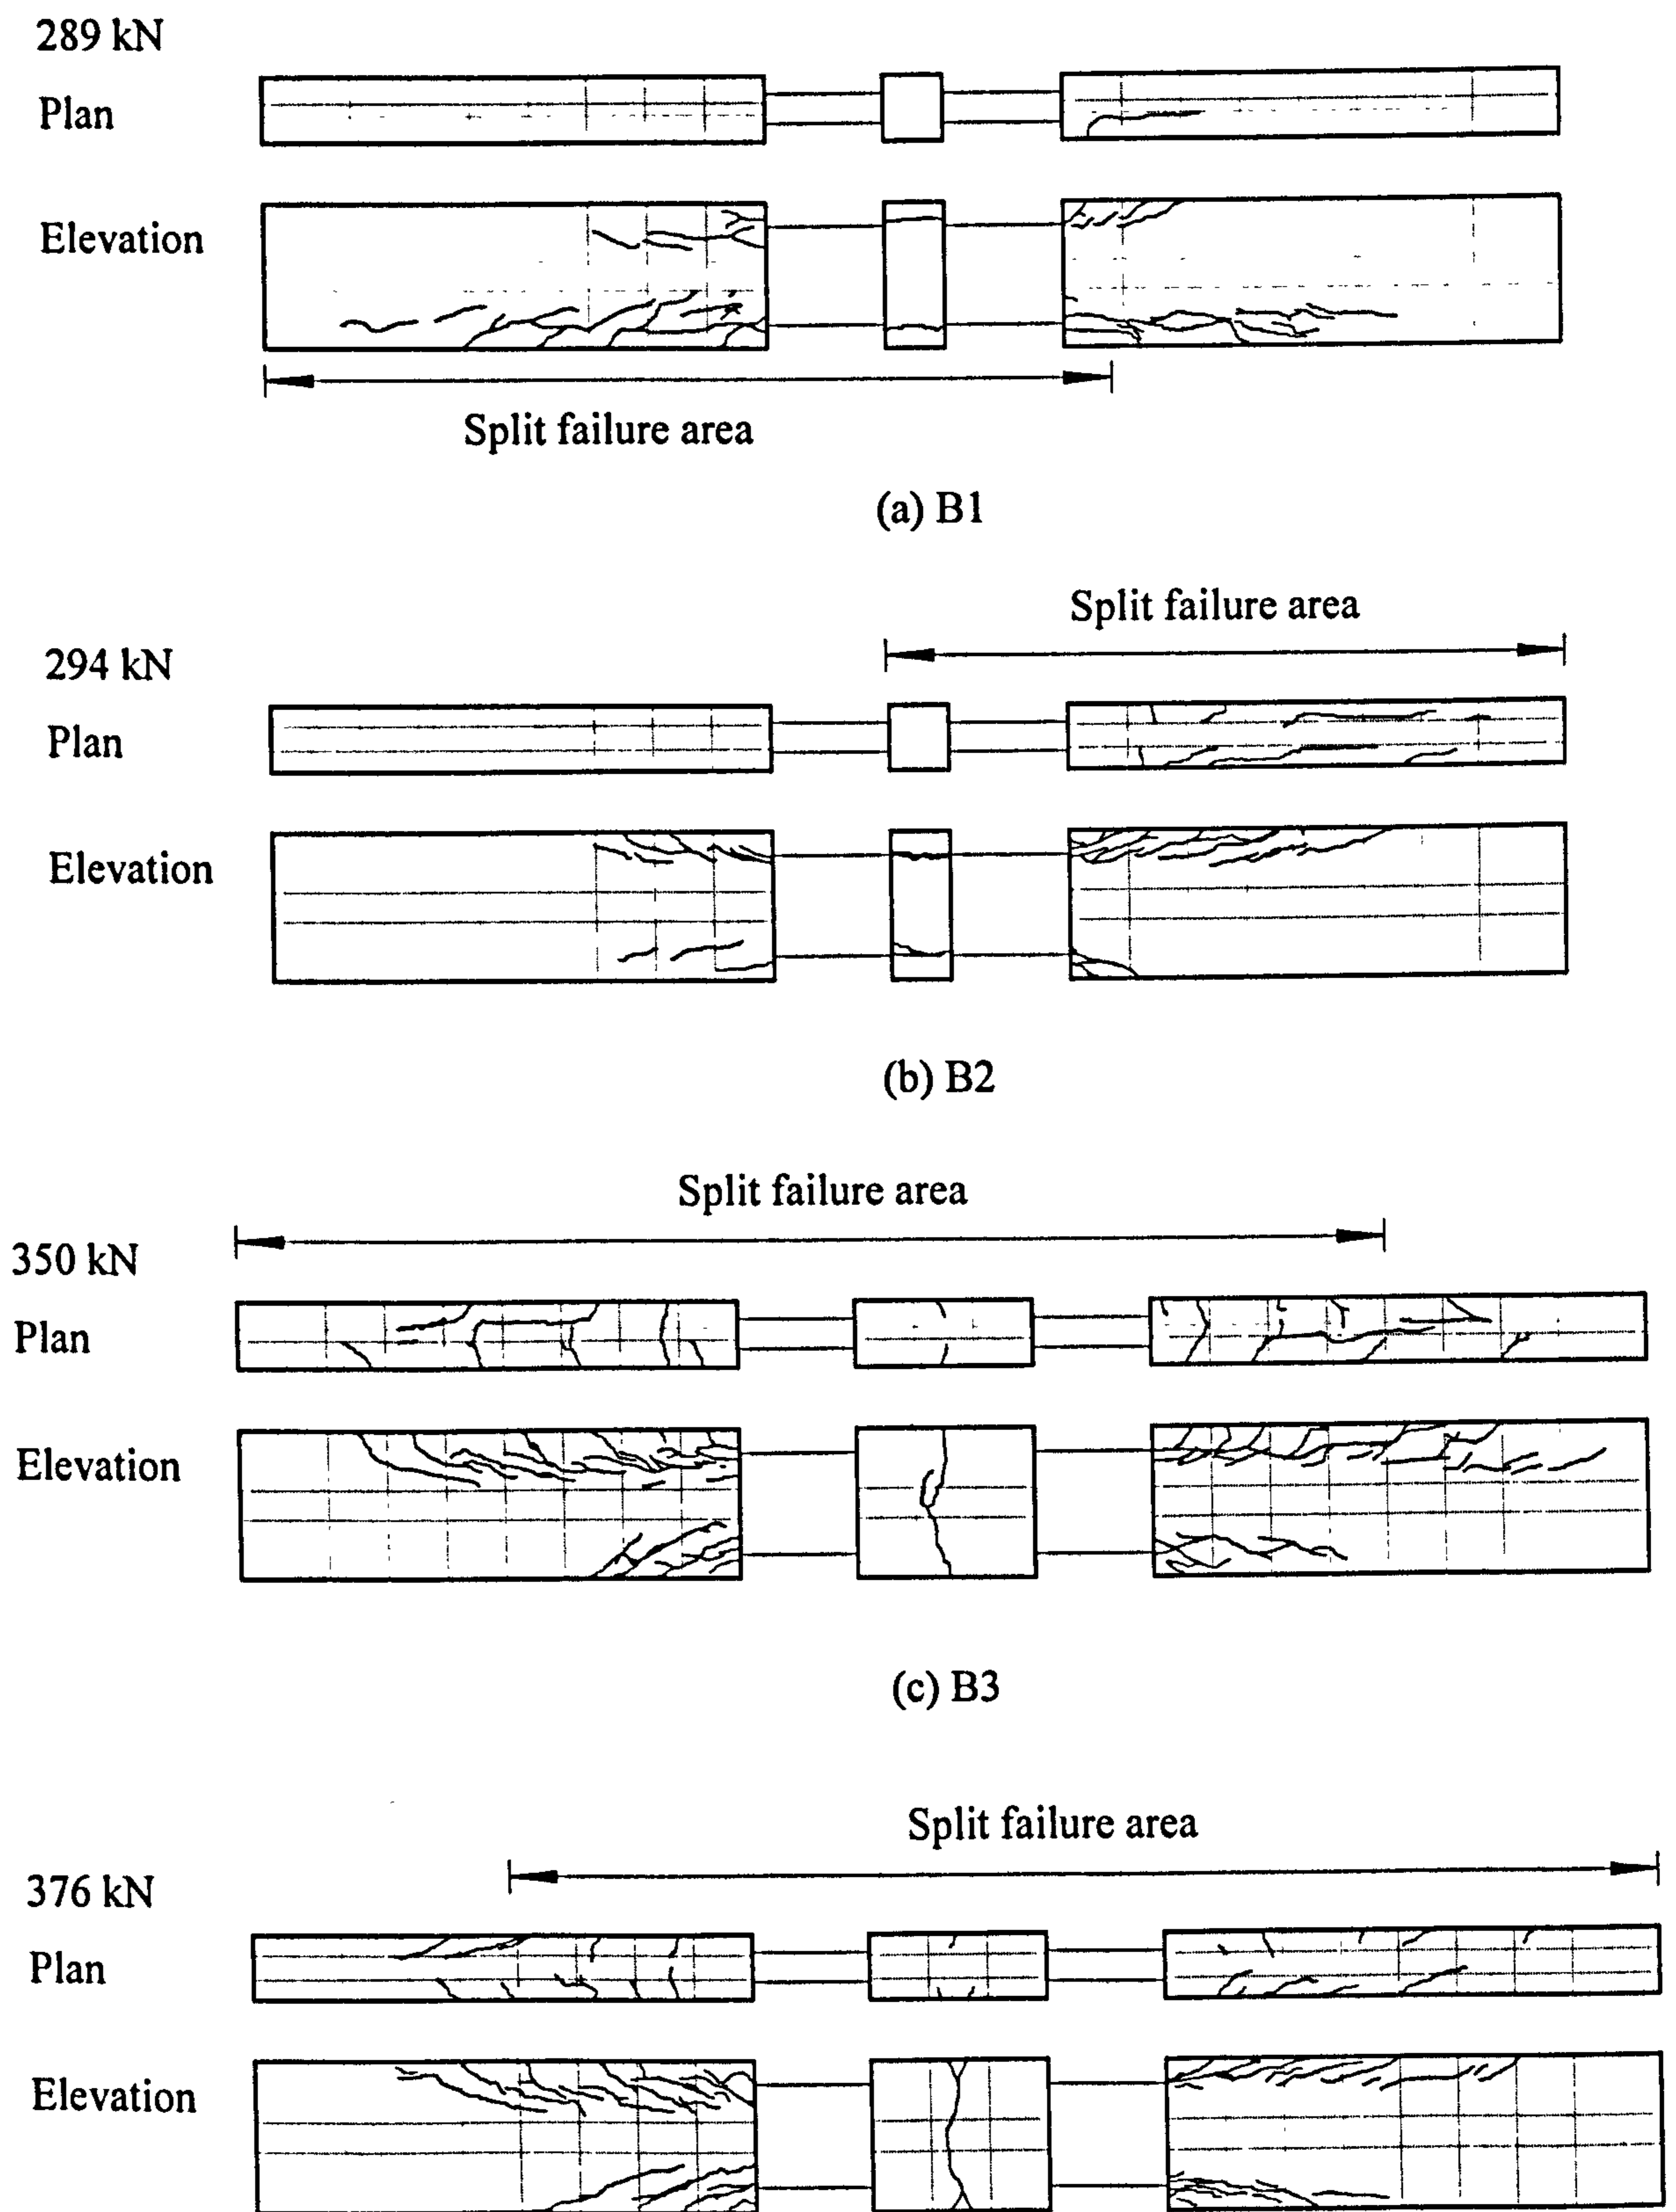 289 kN
Plan
Elevation
Split failure area
(a) B1
Split failure area
294 kN
Plan
Elevation
(b) B2
Split failure area
350 kN
Plan
Elevation
(c) B3
Split failure area
376 kN
Plan
Elevation